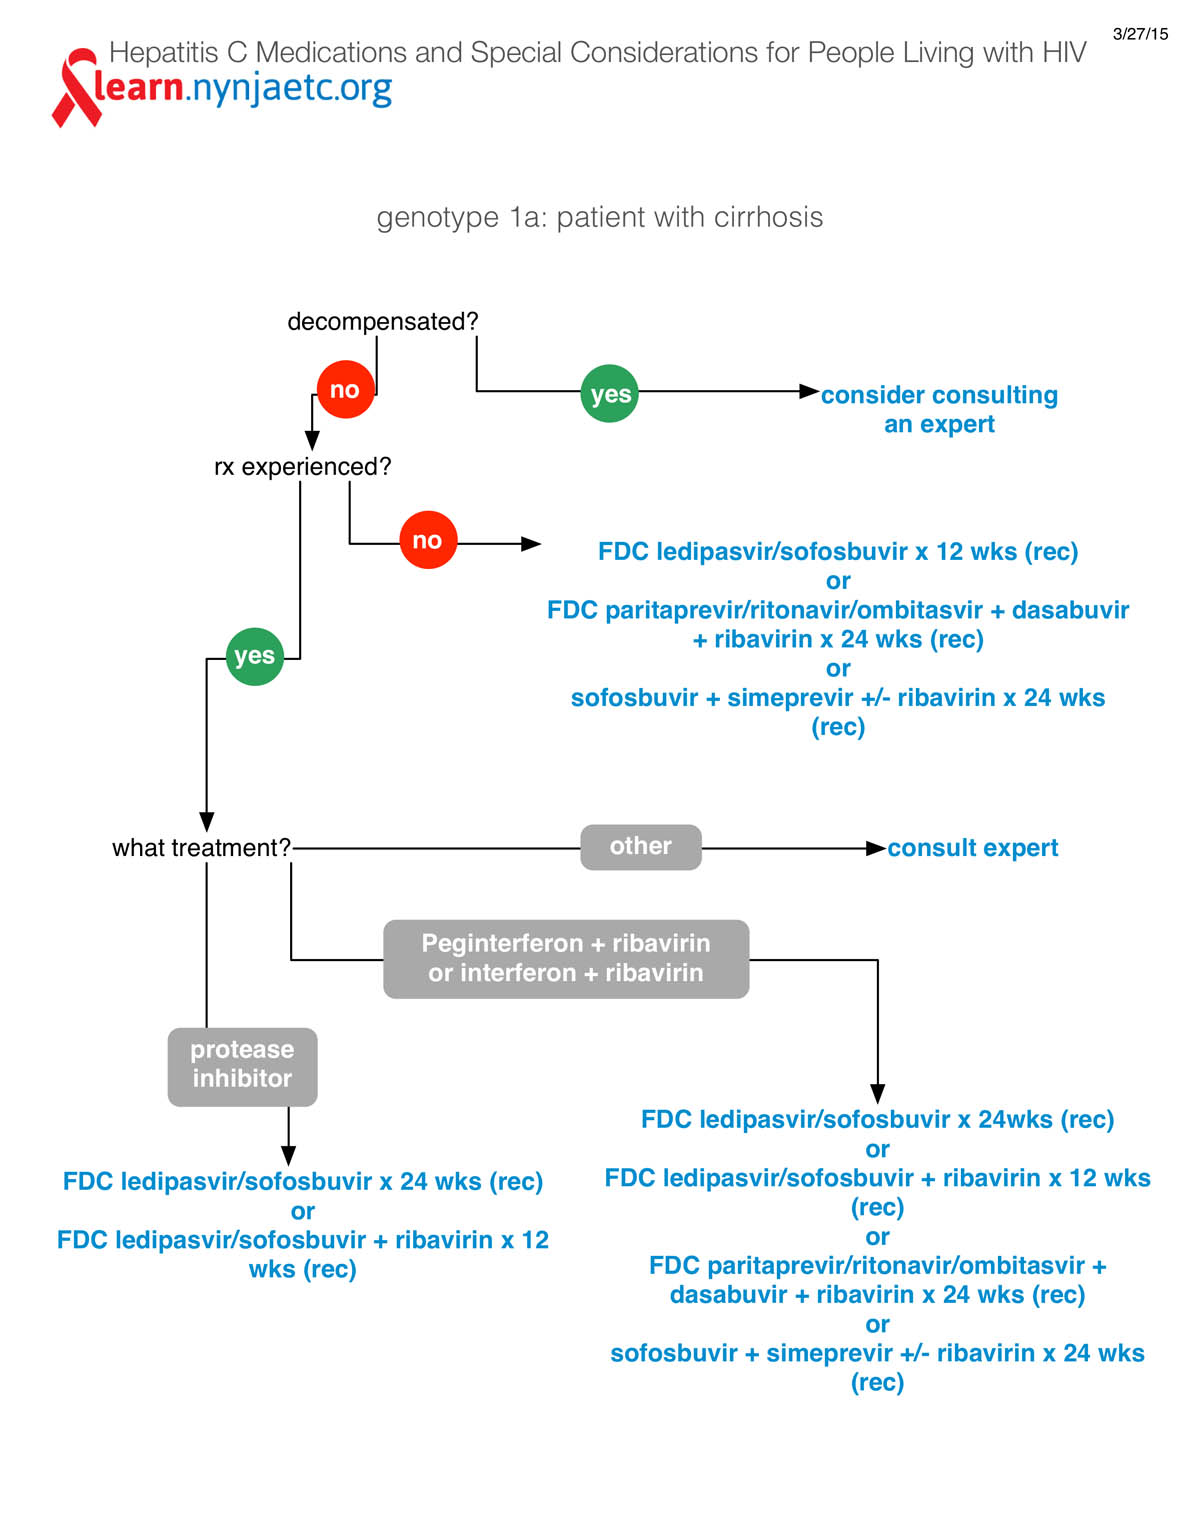 3/27/15
Hepatitis C Medications and Special Considerations for People Living with HIV
learn.nynjaetc.org
genotype 1a: patient with cirrhosis
decompensated?
no
yes
consider consulting
an expert
rx experienced?
no
FDC ledipasvir/sofosbuvir x 12 wks (rec)
or
FDC paritaprevir/ritonavir/ombitasvir + dasabuvir
+ ribavirin x 24 wks (rec)
or
sofosbuvir + simeprevir +/- ribavirin x 24 wks
(rec)
yes
what treatment?
other
consult expert
Peginterferon + ribavirin
or interferon + ribavirin
protease
inhibitor
FDC ledipasvir/sofosbuvir x 24 wks (rec)
or
FDC ledipasvir/sofosbuvir + ribavirin x 12
wks (rec)
FDC ledipasvir/sofosbuvir x 24wks (rec)
or
FDC ledipasvir/sofosbuvir + ribavirin x 12 wks
(rec)
or
FDC paritaprevir/ritonavir/ombitasvir +
dasabuvir + ribavirin x 24 wks (rec)
or
sofosbuvir + simeprevir +/- ribavirin x 24 wks
(rec)